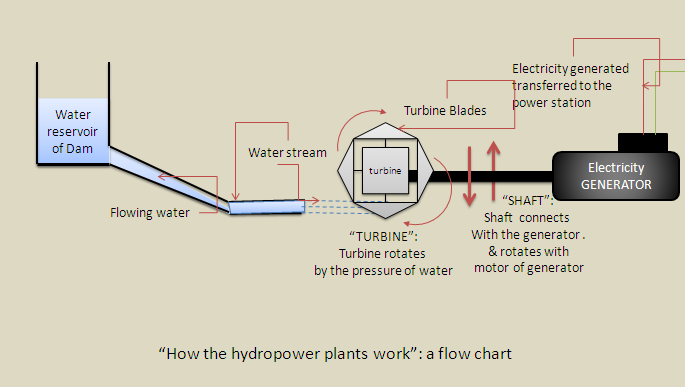 Water
reservoir
of Dam
Flowing water
Water stream
Turbine Blades
turbine
“TURBINE”:
Turbine rotates
by the pressure of water
Electricity generated
transferred to the
power station
Electricity
GENERATOR
“SHAFT”:
Shaft connects
With the generator .
& rotates with
motor of generator
“How the hydropower plants work”: a flow chart